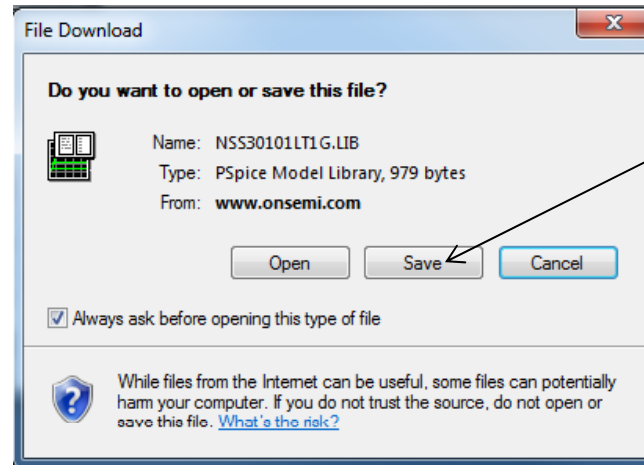 File Download
Do you want to open or save this file?
Name: NSS30101LT1G.LIB
Type: PSpice Model Library, 979 bytes
From: www.onsemi.com
Open Save Cancel
Always ask before opening this type of file
While files from the Internet can be useful, some files can potentially
harm your computer. If you do not trust the source, do not open or
save this file. What's the risk?